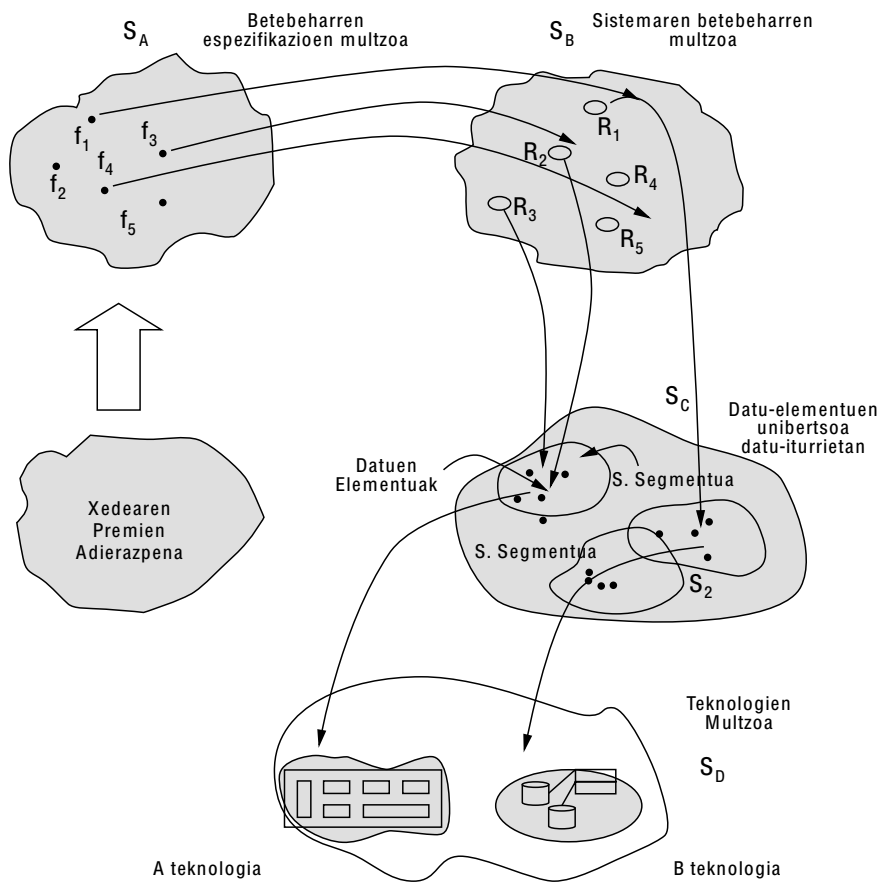 S_A
Betebeharren
espezifikazioen multzoa
S_B
Sistemaren betebeharren
multzoa
f_1
f_3
f_4
f_2
f_5
R_1
R_2
R_4
R_3
R_5
S_C
Datu-elementuen
unibertsoa
datu-iturrietan
Datuen
Elementuak
S. Segmentua
S. Segmentua
S_2
Xedearen
Premien
Adierazpena
Teknologien
Multzoa
S_D
A teknologia
B teknologia